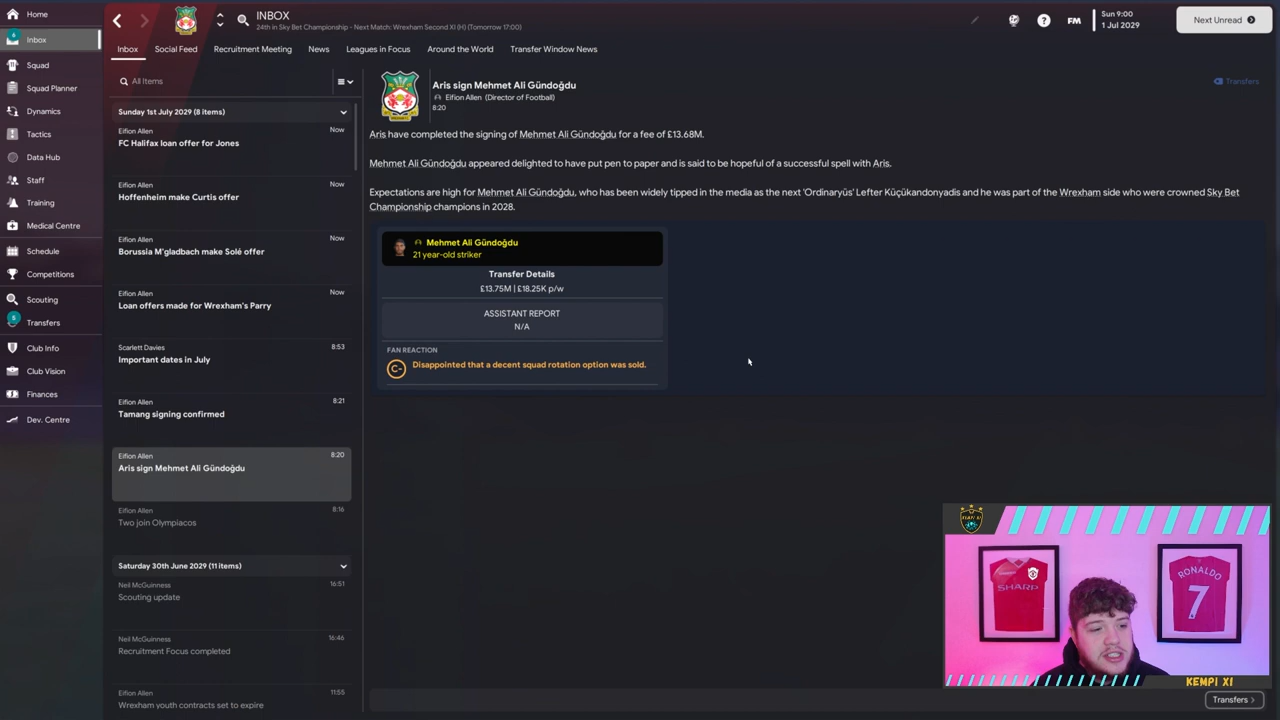 Home
Inbox
Squad
Squad Planner
Dynamics
Tactics
Data Hub
Staff
Training
Medical Centre
Schedule
Competitions
Scouting
Transfers
Club Info
Club Vision
Finances
Dev. Centre
INBOX
24th in Sky Bet Championship - Next Match: Wrexham Second XI (H) (Tomorrow 17:00)
FM
Sun 9:00
1 Jul 2029
Next Unread
Inbox
Social Feed
Recruitment Meeting
News
Leagues in Focus
Around the World
Transfer Window News
All Items
Sunday 1st July 2029 (8 items)
Eifion Allen
Now
FC Halifax loan offer for Jones
Eifion Allen
Now
Hoffenheim make Curtis offer
Eifion Allen
Now
Borussia M'gladbach make Solé offer
Eifion Allen
Now
Loan offers made for Wrexham's Parry
Scarlett Davies
8:53
Important dates in July
Eifion Allen
8:21
Tamang signing confirmed
Eifion Allen
8:20
Aris sign Mehmet Ali Gündoğdu
Eifion Allen
8:16
Two join Olympiacos
Saturday 30th June 2029 (11 items)
Neil McGuinness
16:51
Scouting update
Neil McGuinness
16:46
Recruitment Focus completed
Eifion Allen
11:55
Wrexham youth contracts set to expire
Aris sign Mehmet Ali Gündoğdu
Eifion Allen (Director of Football)
8:20
Transfers
Aris have completed the signing of Mehmet Ali Gündoğdu for a fee of £13.68M.
Mehmet Ali Gündoğdu appeared delighted to have put pen to paper and is said to be hopeful of a successful spell with Aris.
Expectations are high for Mehmet Ali Gündoğdu, who has been widely tipped in the media as the next 'Ordinaryüs' Lefter Küçükandonyadis and he was part of the Wrexham side who were crowned Sky Bet
Championship champions in 2028.
Mehmet Ali Gündoğdu
21 year-old striker
Transfer Details
£13.75M | £18.25K p/w
ASSISTANT REPORT
N/A
FAN REACTION
C-
Disappointed that a decent squad rotation option was sold.
SHARP
RONALDO
7
KEMPI XI
Transfers